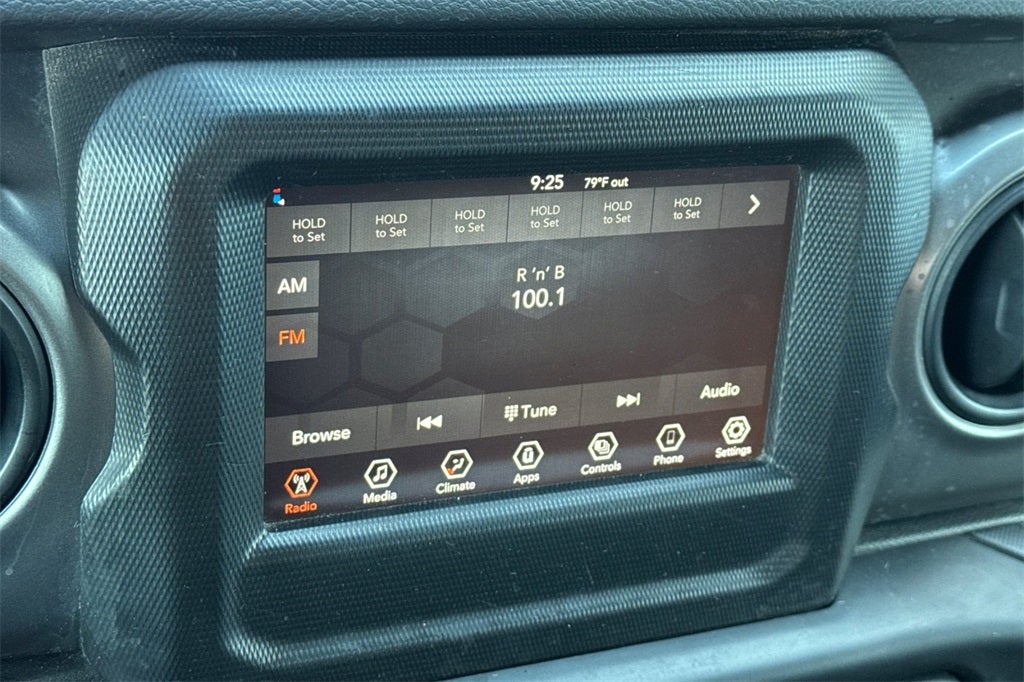 9:25 79°F out
HOLD to Set HOLD to Set HOLD to Set HOLD to Set HOLD to Set HOLD to Set
AM
R 'n' B
100.1
FM
Browse Tune Audio
Radio Media Climate Apps Controls Phone Settings